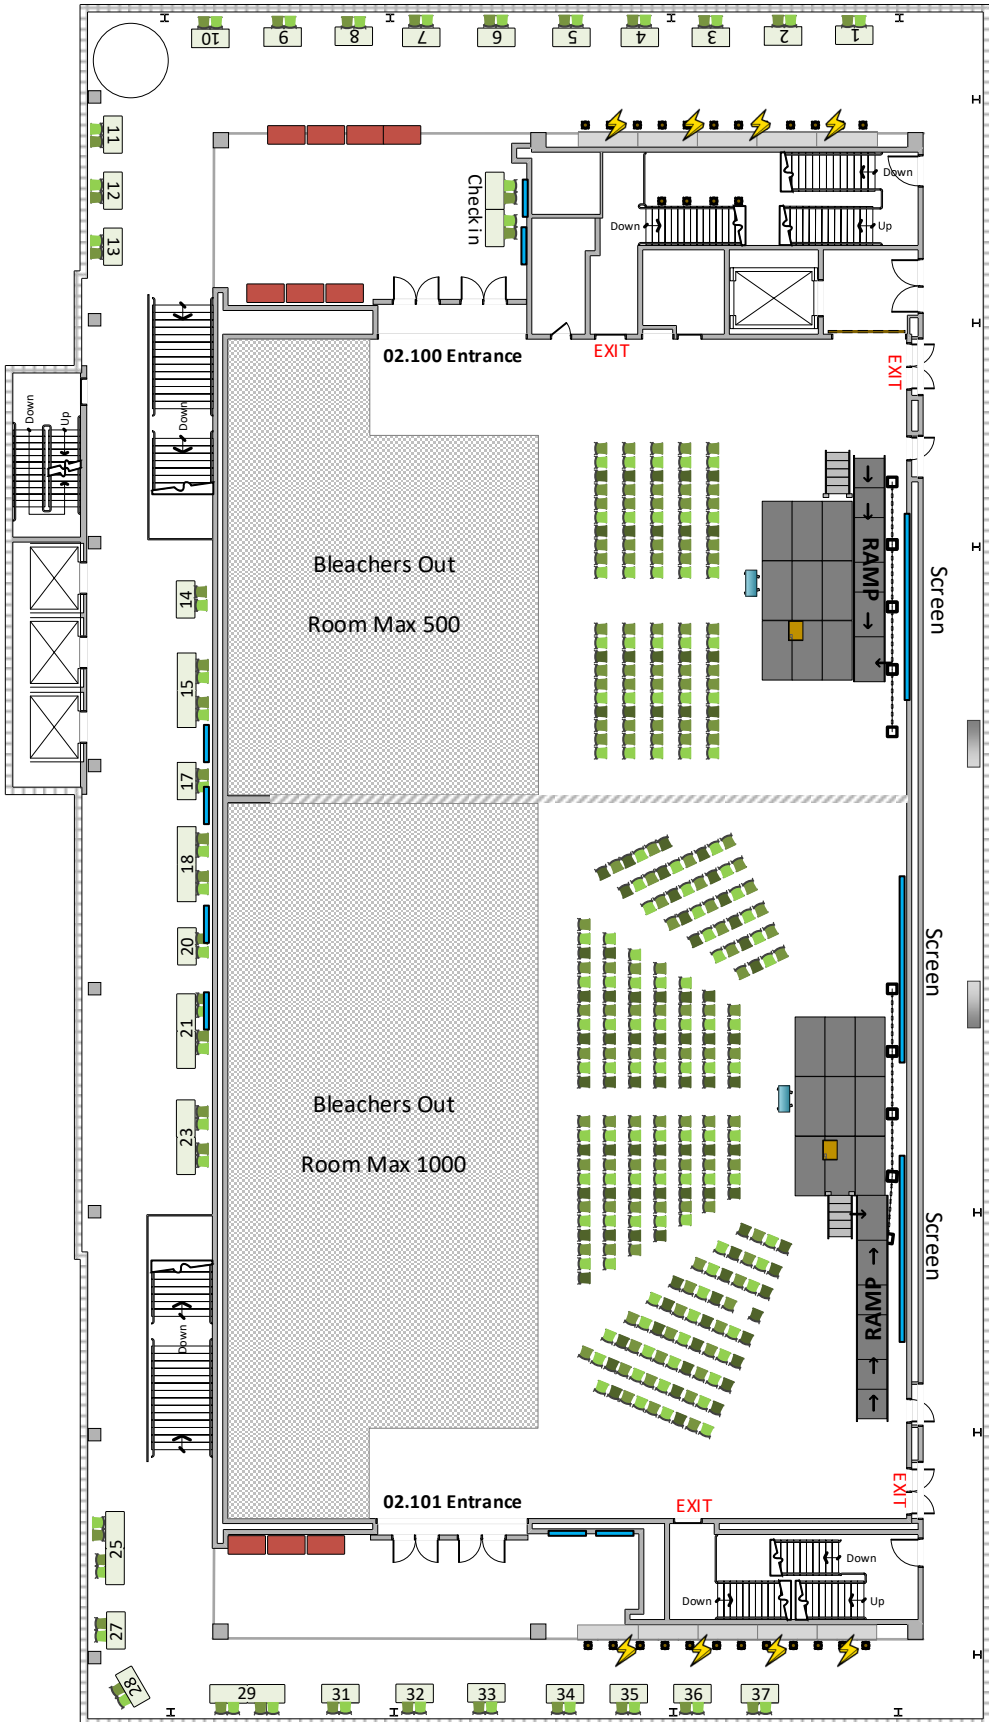 10
9
8
7
6
5
4
3
2
1
11
12
13
Check in
Down
Down
Up
02.100 Entrance
EXIT
EXIT
Down
Up
Down
Bleachers Out
Room Max 500
RAMP
Screen
14
15
17
18
20
21
23
Screen
Bleachers Out
Room Max 1000
Screen
RAMP
Down
02.101 Entrance
EXIT
EXIT
Down
Down
Up
25
27
28
29
31
32
33
34
35
36
37